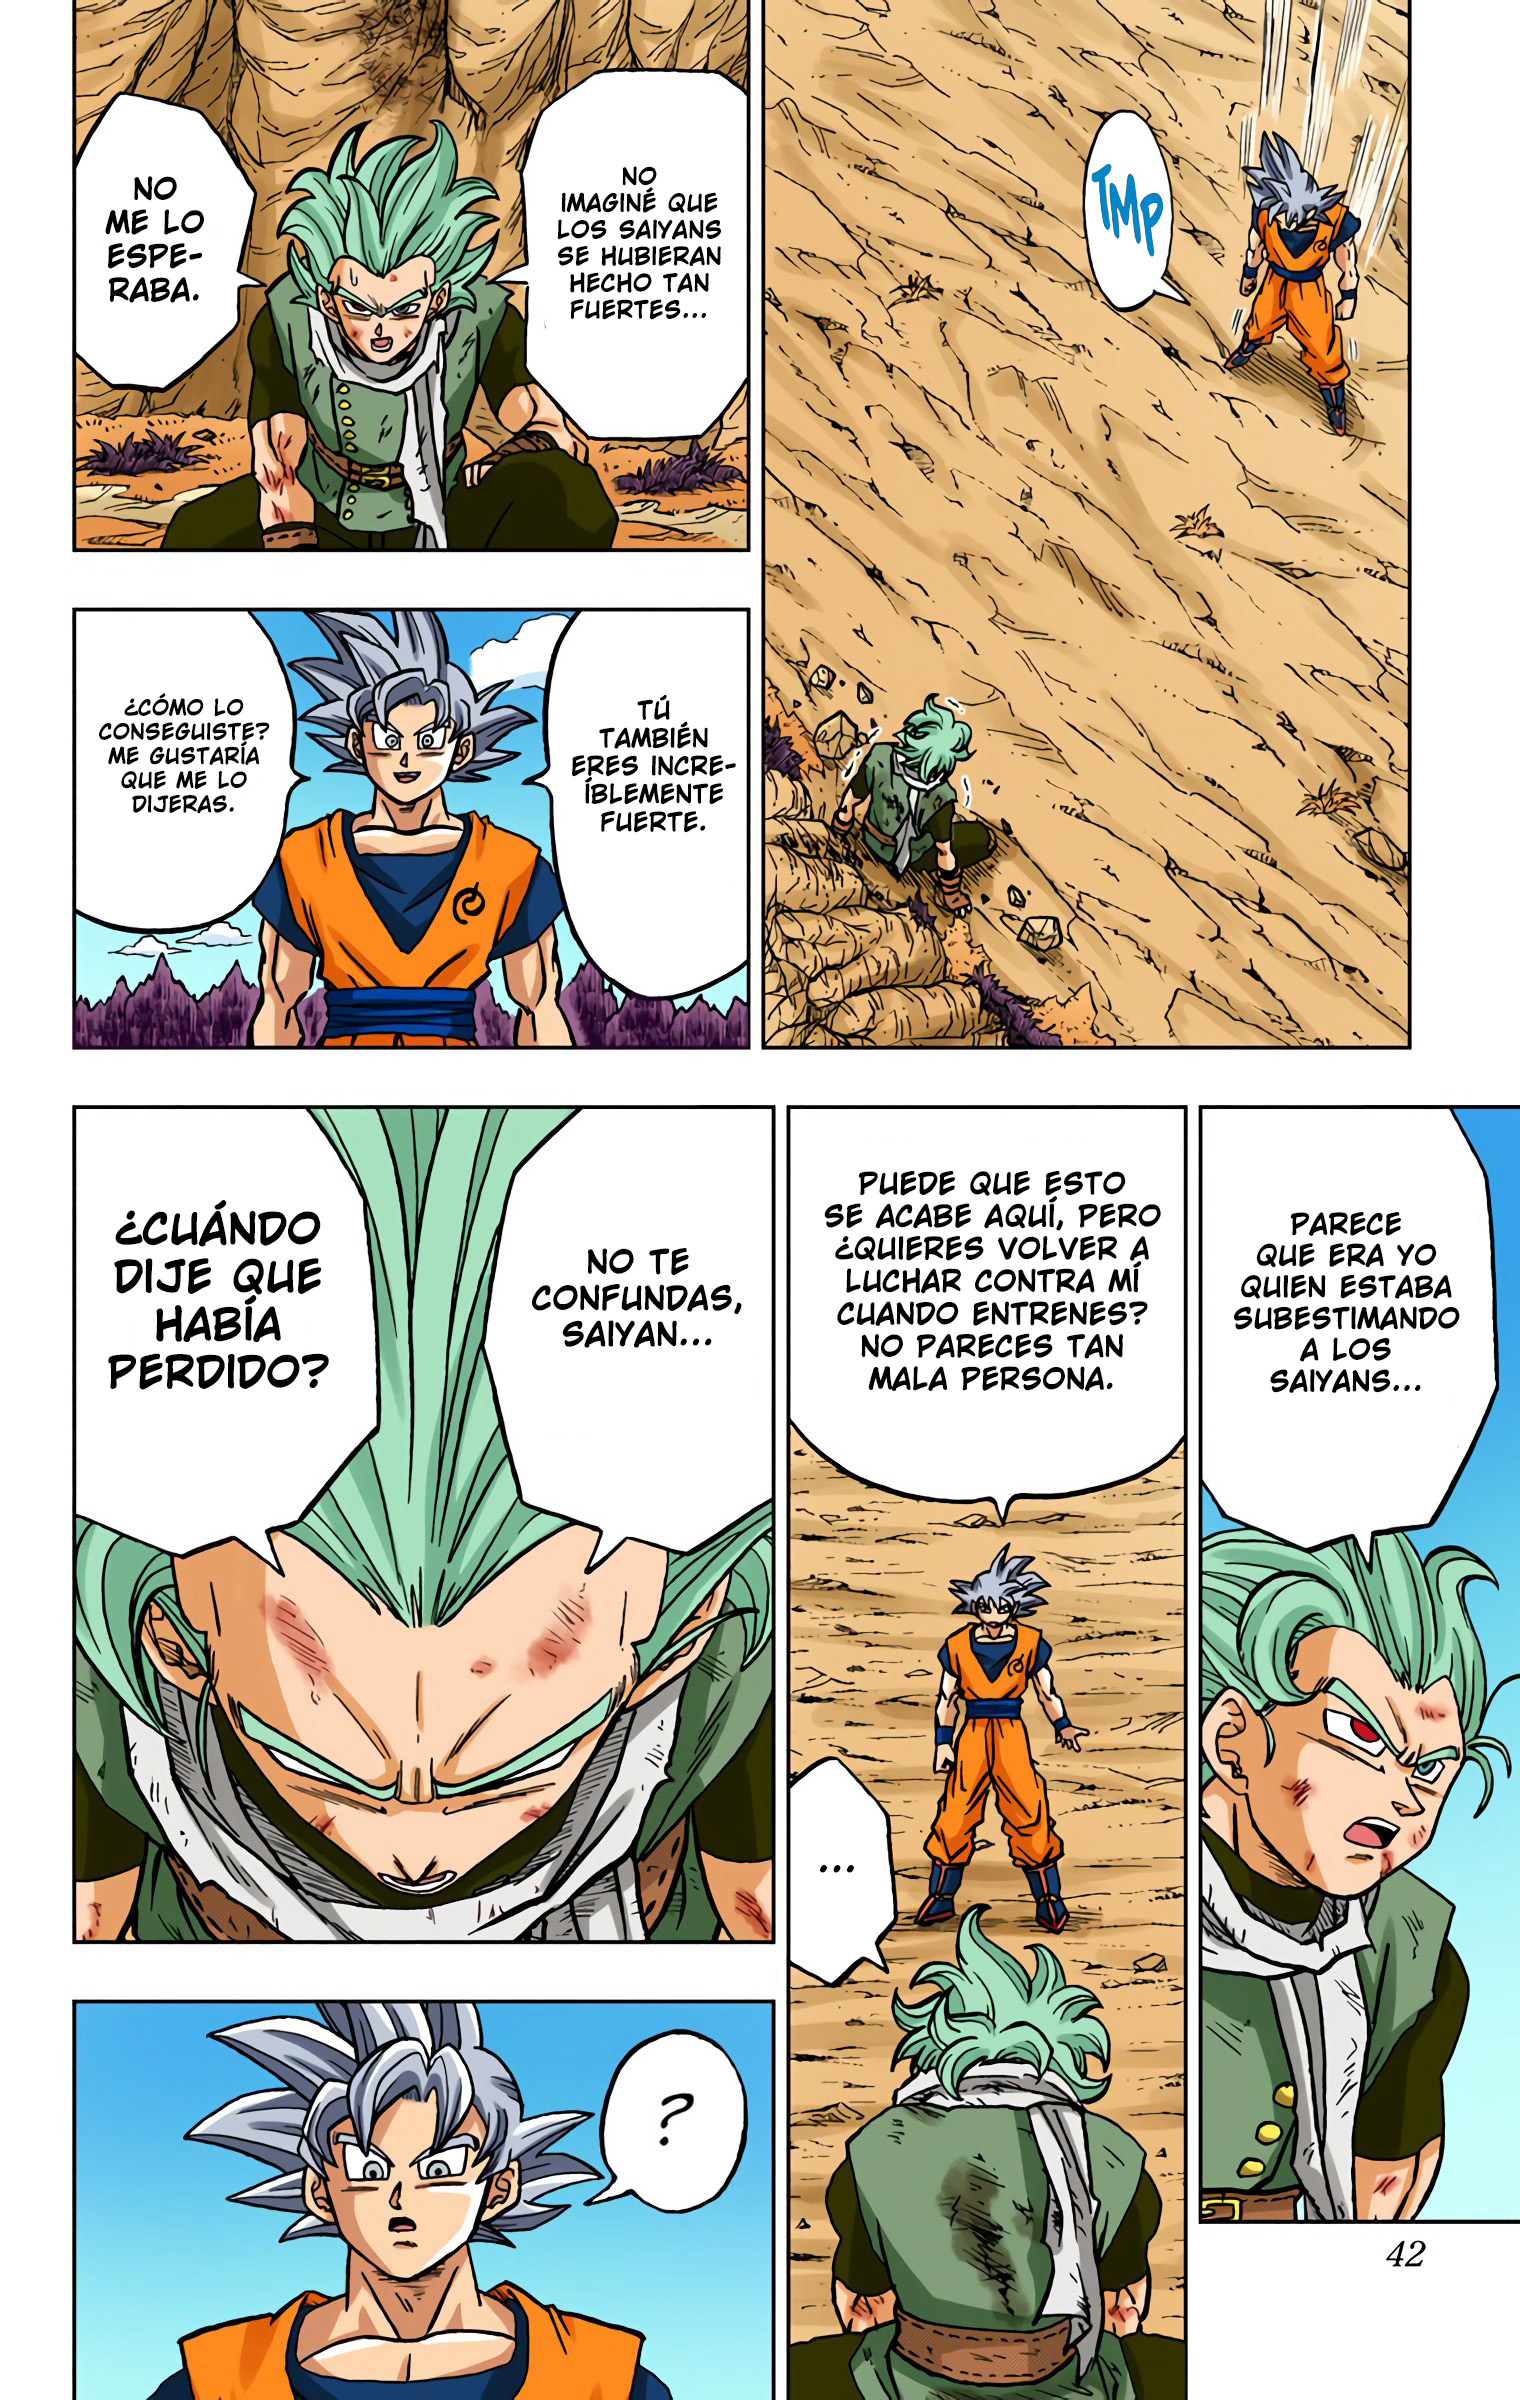 TMP
NO
IMAGINÉ QUE
LOS SAIYANS
SE HUBIERAN
HECHO TAN
FUERTES...
NO
ME LO
ESPE-
RABA.
TÚ
TAMBIÉN
ERES INCRE-
ÍBLEMENTE
FUERTE.
¿CÓMO LO
CONSEGUISTE?
ME GUSTARÍA
QUE ME LO
DIJERAS.
PARECE
QUE ERA YO
QUIEN ESTABA
SUBESTIMANDO
A LOS
SAIYANS...
PUEDE QUE ESTO
SE ACABE AQUÍ, PERO
¿QUIERES VOLVER A
LUCHAR CONTRA MÍ
CUANDO ENTRENES?
NO PARECES TAN
MALA PERSONA.
...
NO TE
CONFUNDAS,
SAIYAN...
¿CUÁNDO
DIJE QUE
HABÍA
PERDIDO?
?
42